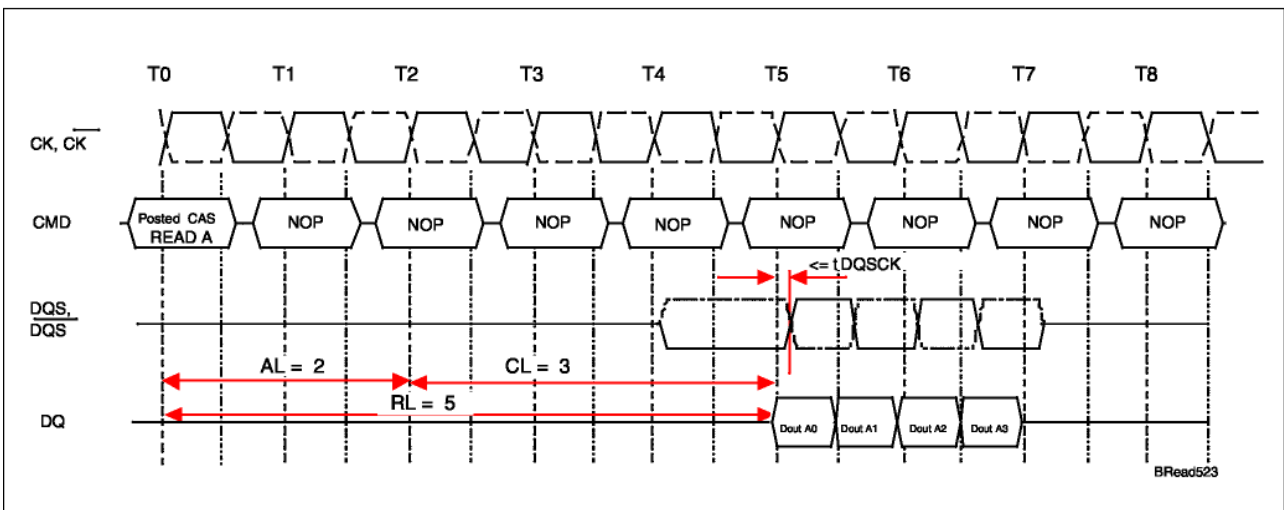 T0 T1 T2 T3 T4 T5 T6 T7 T8
CK, CK
CMD
Posted CAS
READ A
NOP NOP NOP NOP NOP NOP NOP NOP
<= tDQSCK
DQS,
DQS
AL = 2 CL = 3
RL = 5
DQ
Dout A0 Dout A1 Dout A2 Dout A3
BRead523